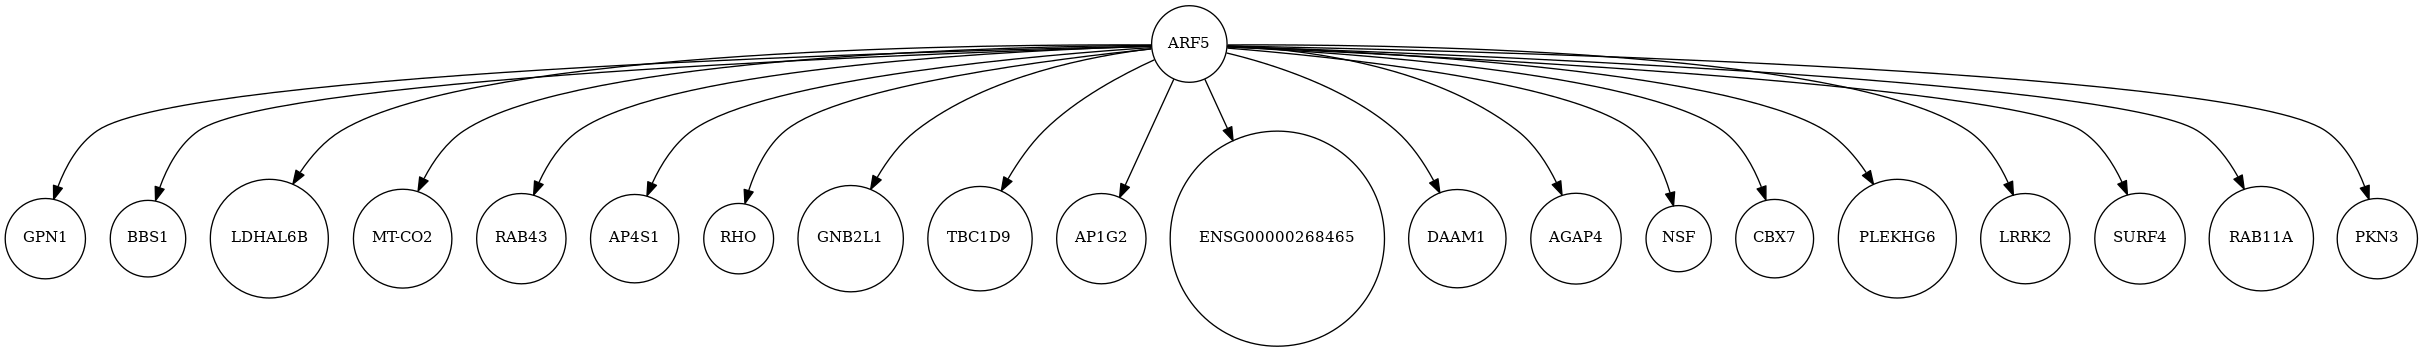 ARF5
GPN1
BBS1
LDHAL6B
MT-CO2
RAB43
AP4S1
RHO
GNB2L1
TBC1D9
AP1G2
ENSG00000268465
DAAM1
AGAP4
NSF
CBX7
PLEKHG6
LRRK2
SURF4
RAB11A
PKN3